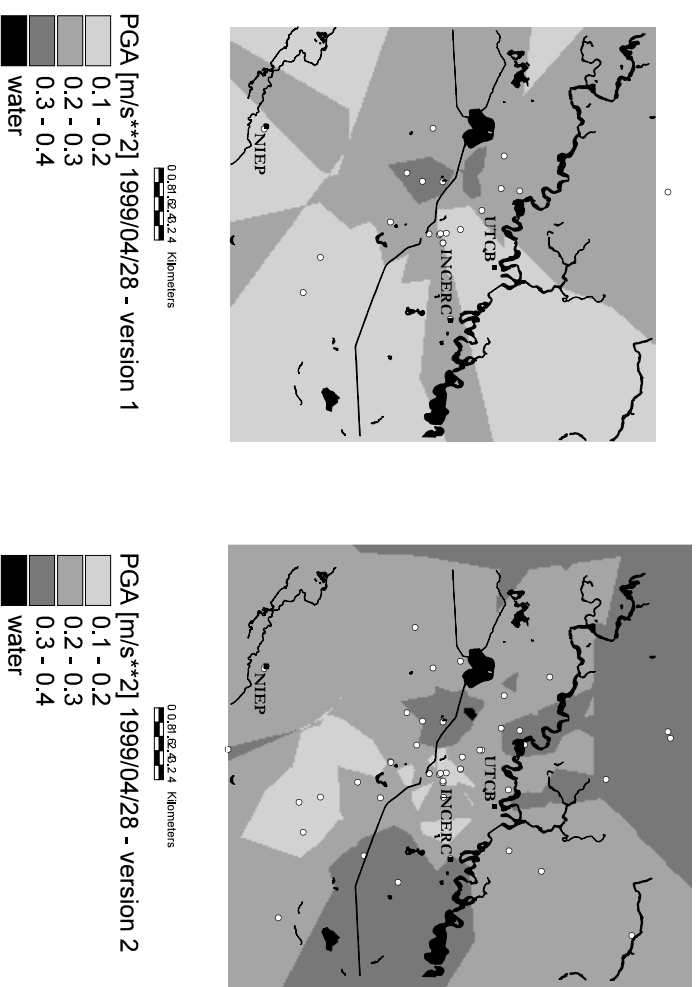 UTCB
INCERC
NIEP
Kilometers
PGA [m/s**2] 1999/04/28 - version 1
0.1 - 0.2
0.2 - 0.3
0.3 - 0.4
water
UTCB
INCERC
NIEP
Kilometers
PGA [m/s**2] 1999/04/28 - version 2
0.1 - 0.2
0.2 - 0.3
0.3 - 0.4
water